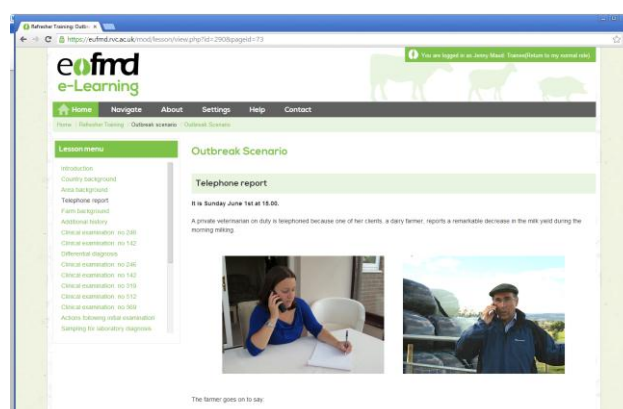 Refresher Training: Outbr
https://eufmd.rvc.ac.uk/mod/lesson/view.php?id=2908&pageid=73
eofmd
e-Learning
You are logged in as Jenny Maud: Trainee(Return to my normal role)
Home Navigate About Settings Help Contact
Home Refresher Training Outbreak scenario Outbreak Scenario
Lesson menu
Introduction
Country background
Area background
Telephone report
Farm background
Additional history
Clinical examination: no 246
Clinical examination: no 142
Differential diagnosis
Clinical examination: no 246
Clinical examination: no 142
Clinical examination: no 318
Clinical examination: no 512
Clinical examination: no 369
Actions following initial examination
Sampling for laboratory diagnosis
Outbreak Scenario
Telephone report
It is Sunday June 1st at 18.00.
A private veterinarian on duty is telephoned because one of her clients, a dairy farmer, reports a remarkable decrease in the milk yield during the
morning milking.
The farmer goes on to say: